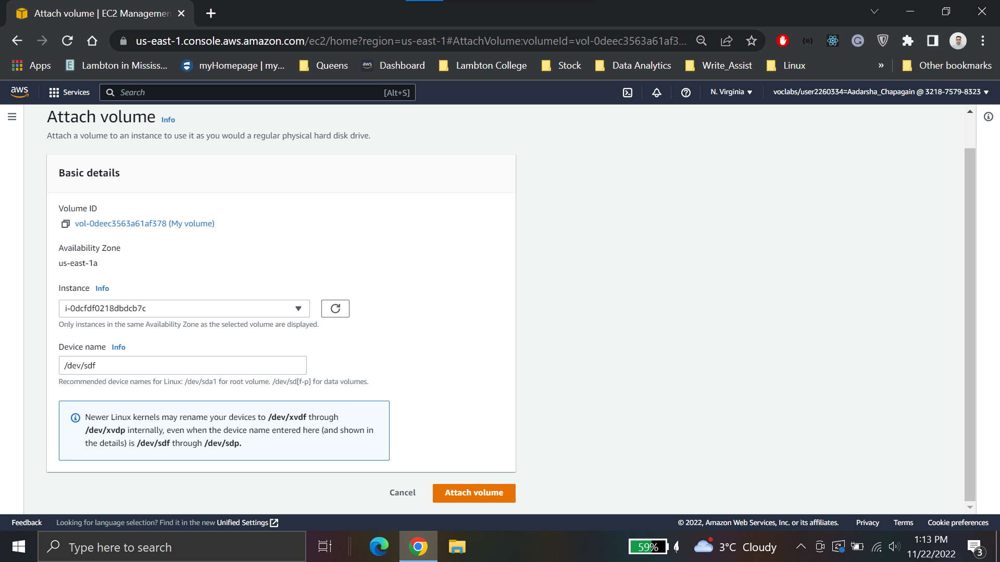 Attach volume | EC2 Managemen
us-east-1.console.aws.amazon.com/ec2/home?region=us-east-1#AttachVolume:volumeId=vol-0deec3563a61af3...
Apps
Lambton in Mississ...
myHomepage | my...
Queens
aws
Dashboard
Lambton College
Stock
Data Analytics
Write_Assist
Linux
»
Other bookmarks
aws
Services
Search
[Alt+S]
N. Virginia
voclabs/user2260334=Aadarsha_Chapagain @ 3218-7579-8323
Attach volume Info
Attach a volume to an instance to use it as you would a regular physical hard disk drive.
Basic details
Volume ID
vol-0deec3563a61af378 (My volume)
Availability Zone
us-east-1a
Instance Info
i-0dcfdf0218dbdcb7c
Only instances in the same Availability Zone as the selected volume are displayed.
Device name Info
/dev/sdf
Recommended device names for Linux: /dev/sda1 for root volume. /dev/sd[f-p] for data volumes.
Newer Linux kernels may rename your devices to /dev/xvdf through
/dev/xvdp internally, even when the device name entered here (and shown in
the details) is /dev/sdf through /dev/sdp.
Cancel
Attach volume
Feedback
Looking for language selection? Find it in the new Unified Settings
© 2022, Amazon Web Services, Inc. or its affiliates.
Privacy
Terms
Cookie preferences
Type here to search
59%
3°C Cloudy
1:13 PM
11/22/2022
3